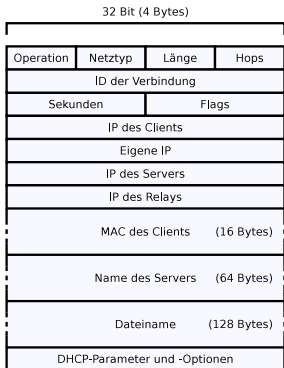 32 Bit (4 Bytes)
Operation Netztyp Länge Hops
ID der Verbindung
Sekunden Flags
IP des Clients
Eigene IP
IP des Servers
IP des Relays
MAC des Clients (16 Bytes)
Name des Servers (64 Bytes)
Dateiname (128 Bytes)
DHCP-Parameter und -Optionen